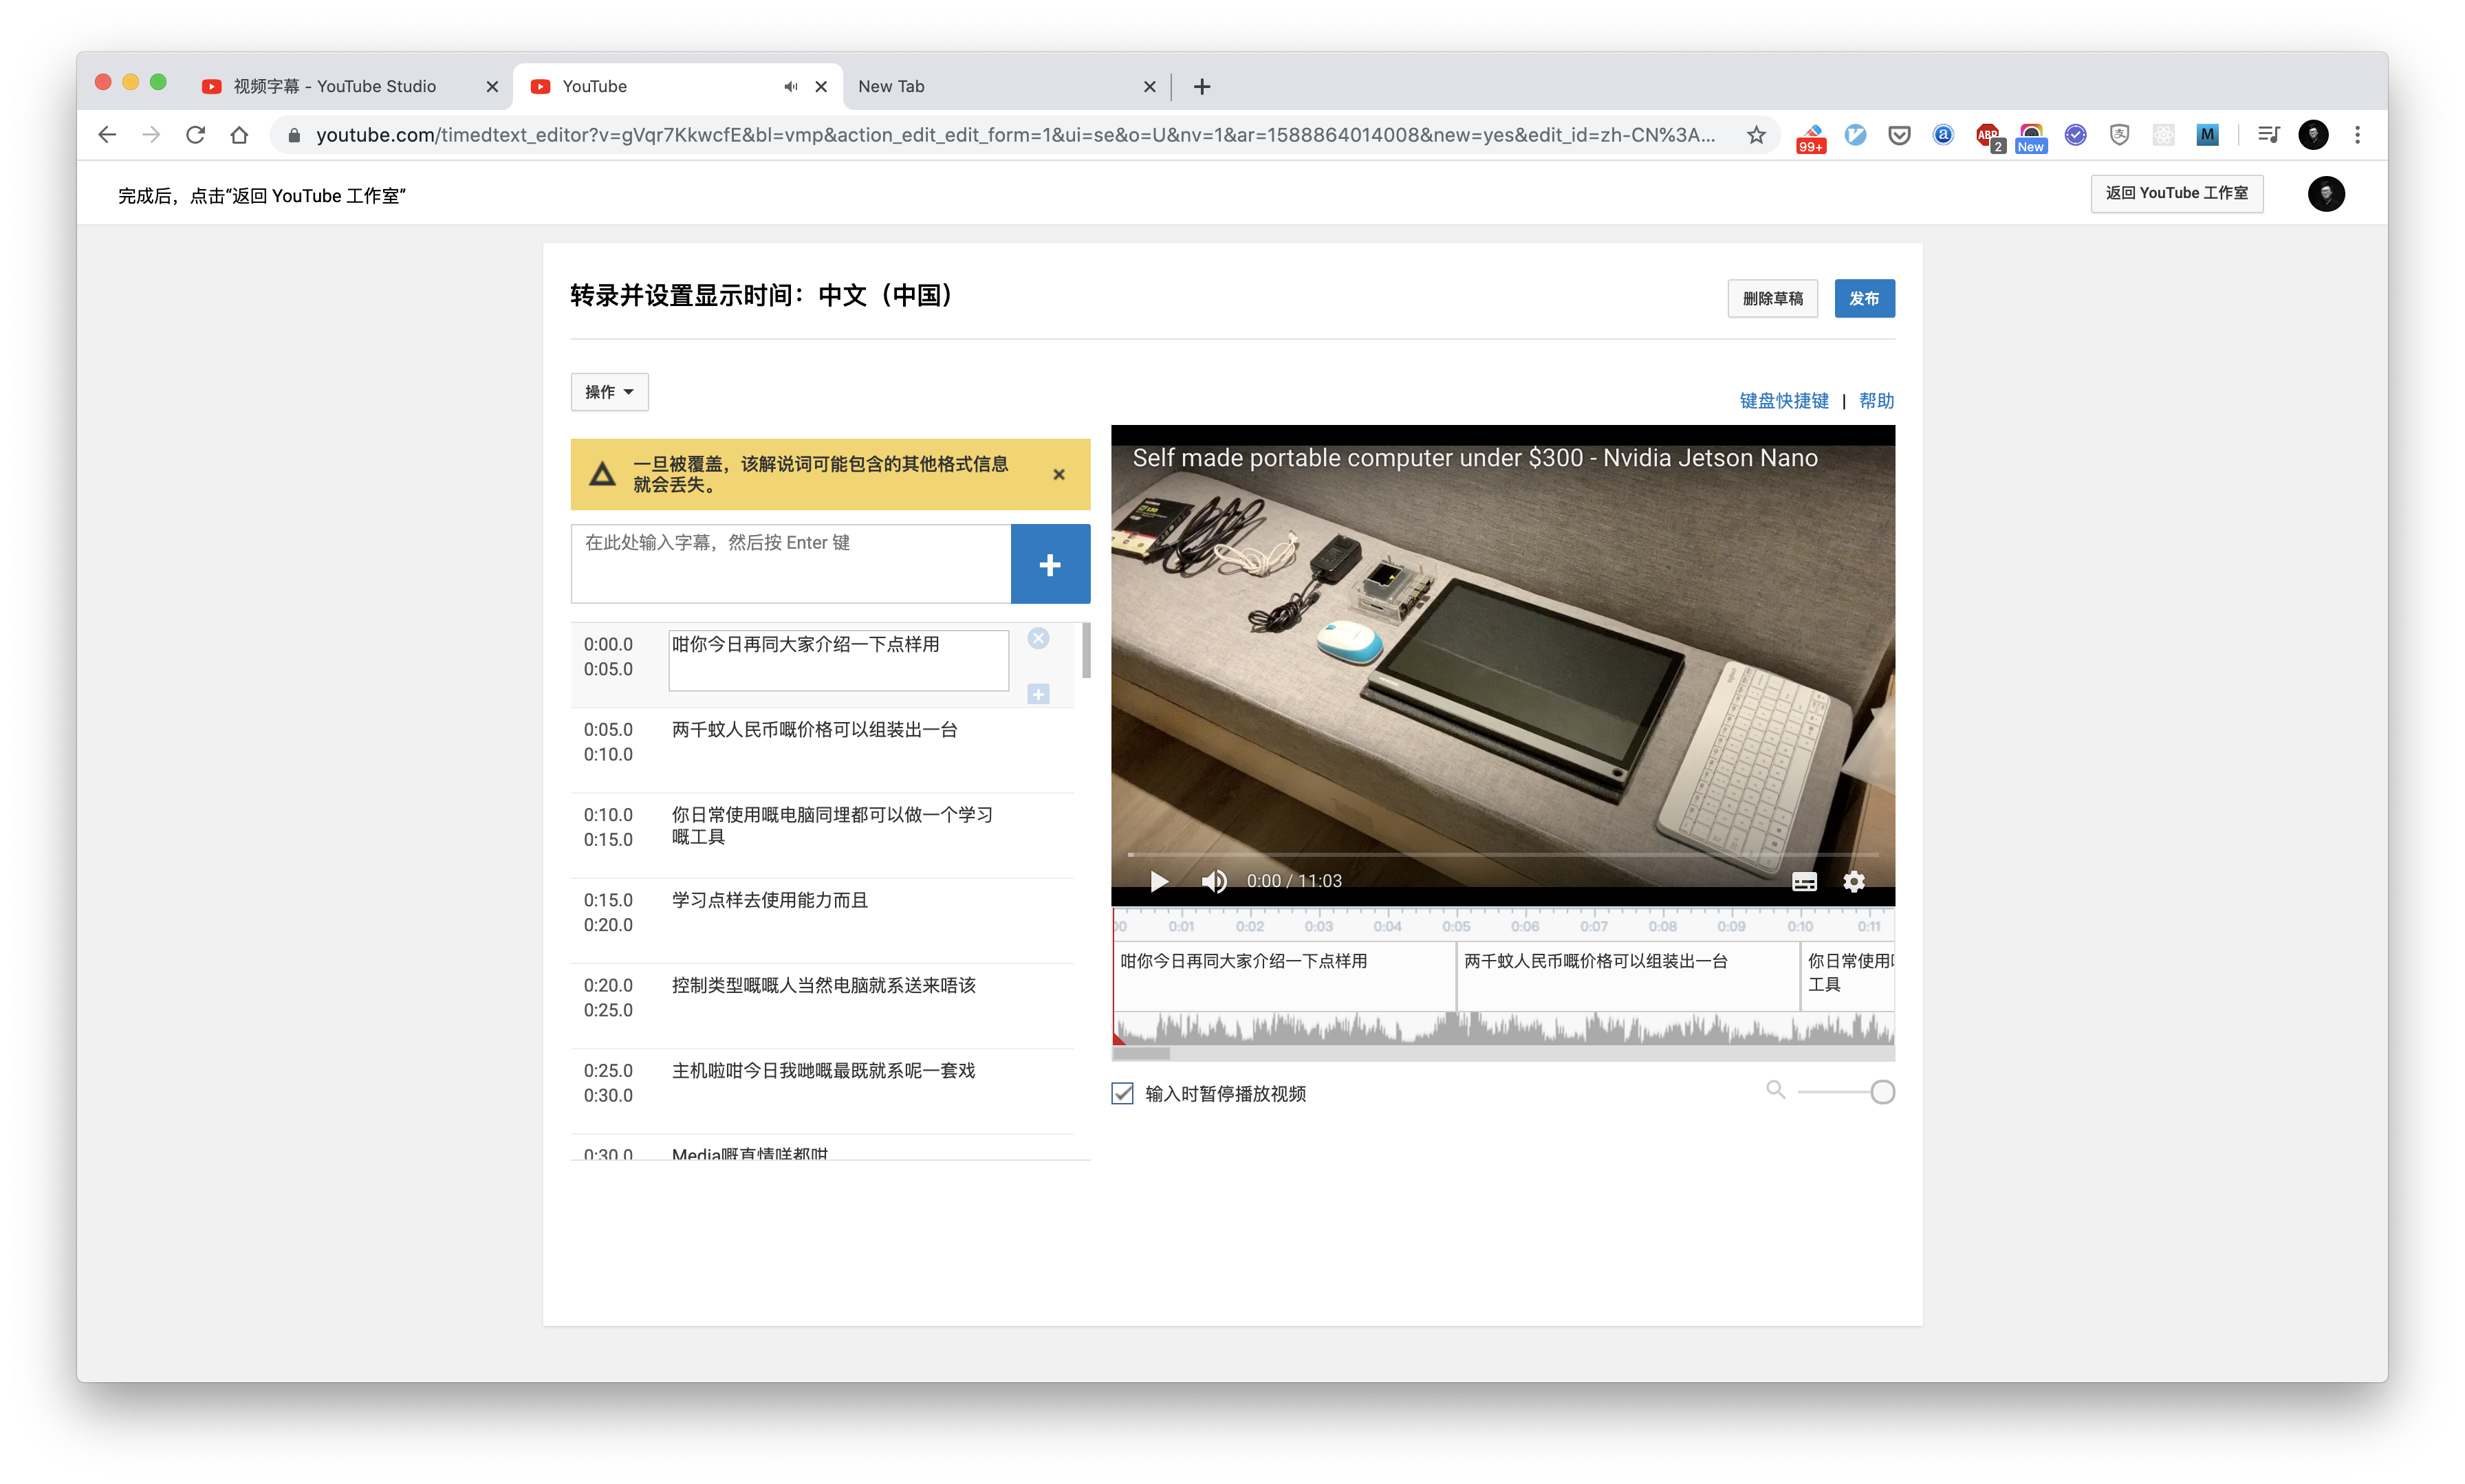 视频字幕 - YouTube Studio
YouTube
New Tab
youtube.com/timedtext_editor?v=gVqr7KkwcfE&bl=vmp&action_edit_edit_form=1&ui=se&o=U&nv=1&ar=1588864014008&new=yes&edit_id=zh-CN%3A...
99+
a
ABP
2
New
M
完成后，点击“返回 YouTube 工作室”
返回 YouTube 工作室
转录并设置显示时间：中文（中国）
删除草稿
发布
操作
键盘快捷键 | 帮助
一旦被覆盖，该解说词可能包含的其他格式信息
就会丢失。
在此处输入字幕，然后按 Enter 键
0:00.0 咁你今日再同大家介绍一下点样用
0:05.0
0:05.0 两千蚊人民币嘅价格可以组装出一台
0:10.0
0:10.0 你日常使用嘅电脑同埋都可以做一个学习
0:15.0 嘅工具
0:15.0 学习点样去使用能力而且
0:20.0
0:20.0 控制类型嘅嘅人当然电脑就系送来唔该
0:25.0
0:25.0 主机啦咁今日我哋嘅最既就系呢一套戏
0:30.0
0:30.0 Media嘅真情咩都咁
Self made portable computer under $300 - Nvidia Jetson Nano
0:00 / 11:03
00 0:01 0:02 0:03 0:04 0:05 0:06 0:07 0:08 0:09 0:10 0:11
咁你今日再同大家介绍一下点样用
两千蚊人民币嘅价格可以组装出一台
你日常使用
工具
输入时暂停播放视频